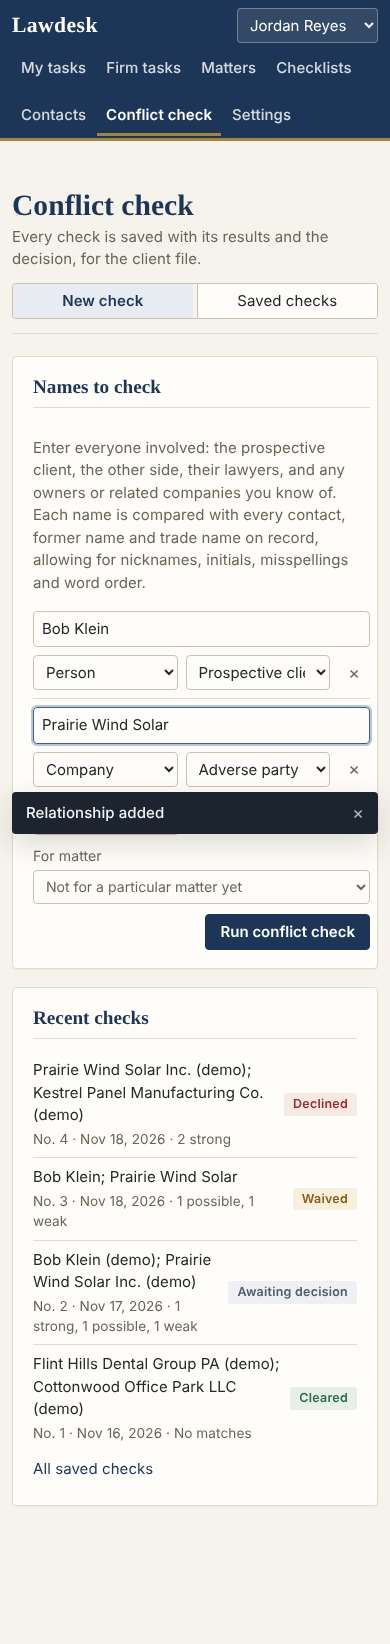 Lawdesk
Jordan Reyes
My tasks Firm tasks Matters Checklists
Contacts Conflict check Settings
Conflict check
Every check is saved with its results and the
decision, for the client file.
New check Saved checks
Names to check
Enter everyone involved: the prospective
client, the other side, their lawyers, and any
owners or related companies you know of.
Each name is compared with every contact,
former name and trade name on record,
allowing for nicknames, initials, misspellings
and word order.
Bob Klein
Person Prospective clie ×
Prairie Wind Solar
Company Adverse party ×
Relationship added ×
For matter
Not for a particular matter yet
Run conflict check
Recent checks
Prairie Wind Solar Inc. (demo);
Kestrel Panel Manufacturing Co.
(demo)
Declined
No. 4 · Nov 18, 2026 · 2 strong
Bob Klein; Prairie Wind Solar
Waived
No. 3 · Nov 18, 2026 · 1 possible, 1
weak
Bob Klein (demo); Prairie
Wind Solar Inc. (demo)
Awaiting decision
No. 2 · Nov 17, 2026 · 1
strong, 1 possible, 1 weak
Flint Hills Dental Group PA (demo);
Cottonwood Office Park LLC
(demo)
Cleared
No. 1 · Nov 16, 2026 · No matches
All saved checks